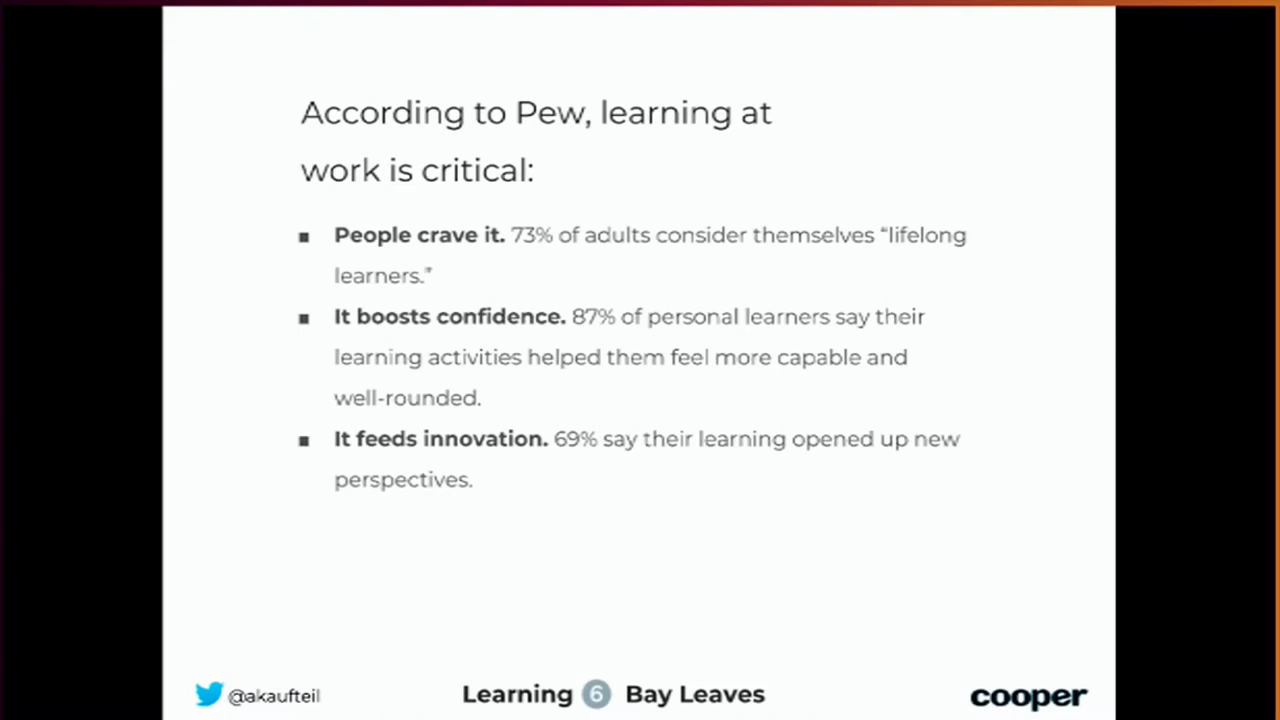 According to Pew, learning at
work is critical:
▪ People crave it. 73% of adults consider themselves “lifelong
learners.”
▪ It boosts confidence. 87% of personal learners say their
learning activities helped them feel more capable and
well-rounded.
▪ It feeds innovation. 69% say their learning opened up new
perspectives.
@akaufteil
Learning 6 Bay Leaves
cooper